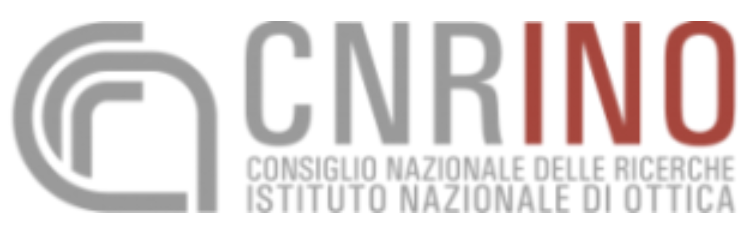 CNRINO
CONSIGLIO NAZIONALE DELLE RICERCHE
ISTITUTO NAZIONALE DI OTTICA